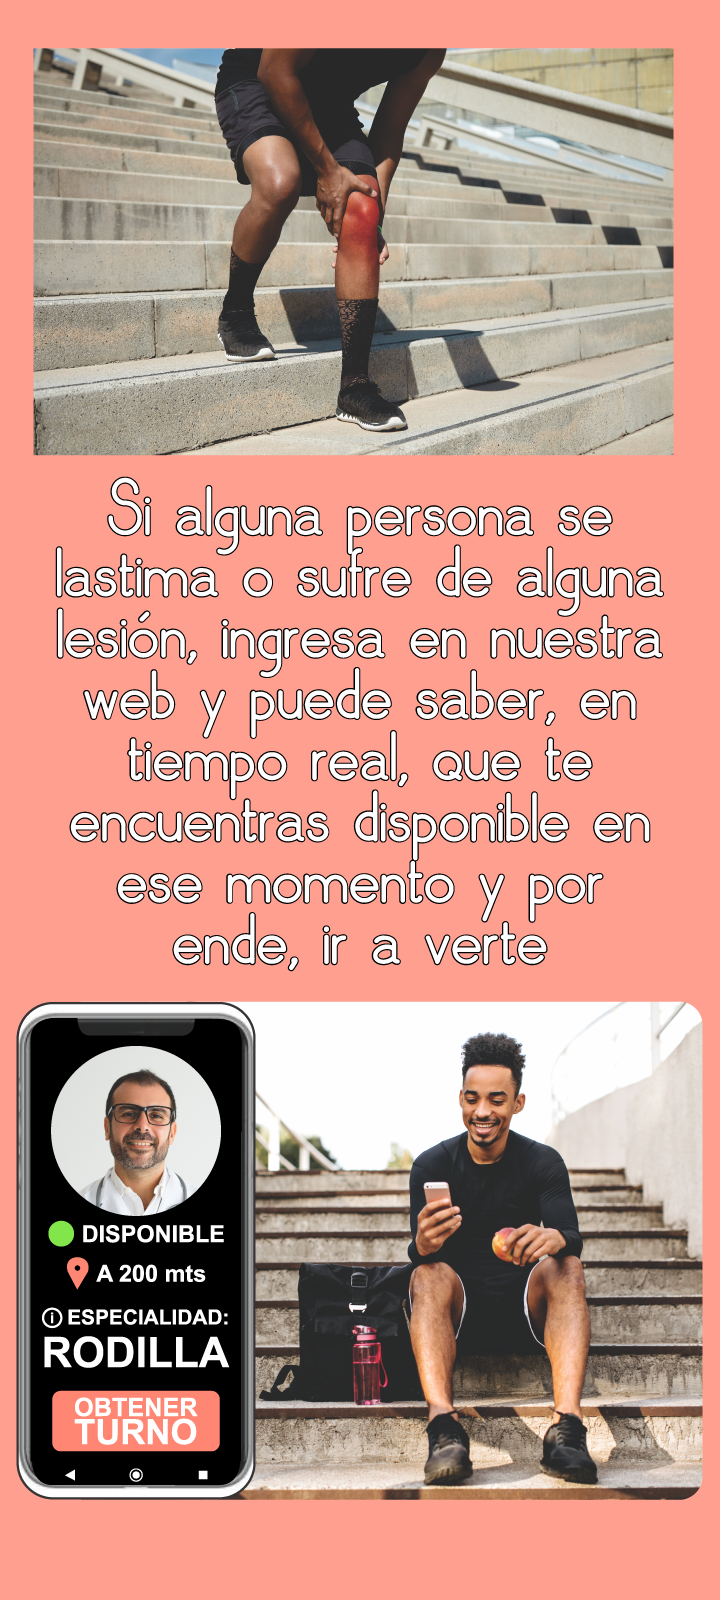 Si alguna persona se
lastima o sufre de alguna
lesión, ingresa en nuestra
web y puede saber, en
tiempo real, que te
encuentras disponible en
ese momento y por
ende, ir a verte
DISPONIBLE
A 200 mts
ESPECIALIDAD:
RODILLA
OBTENER
TURNO